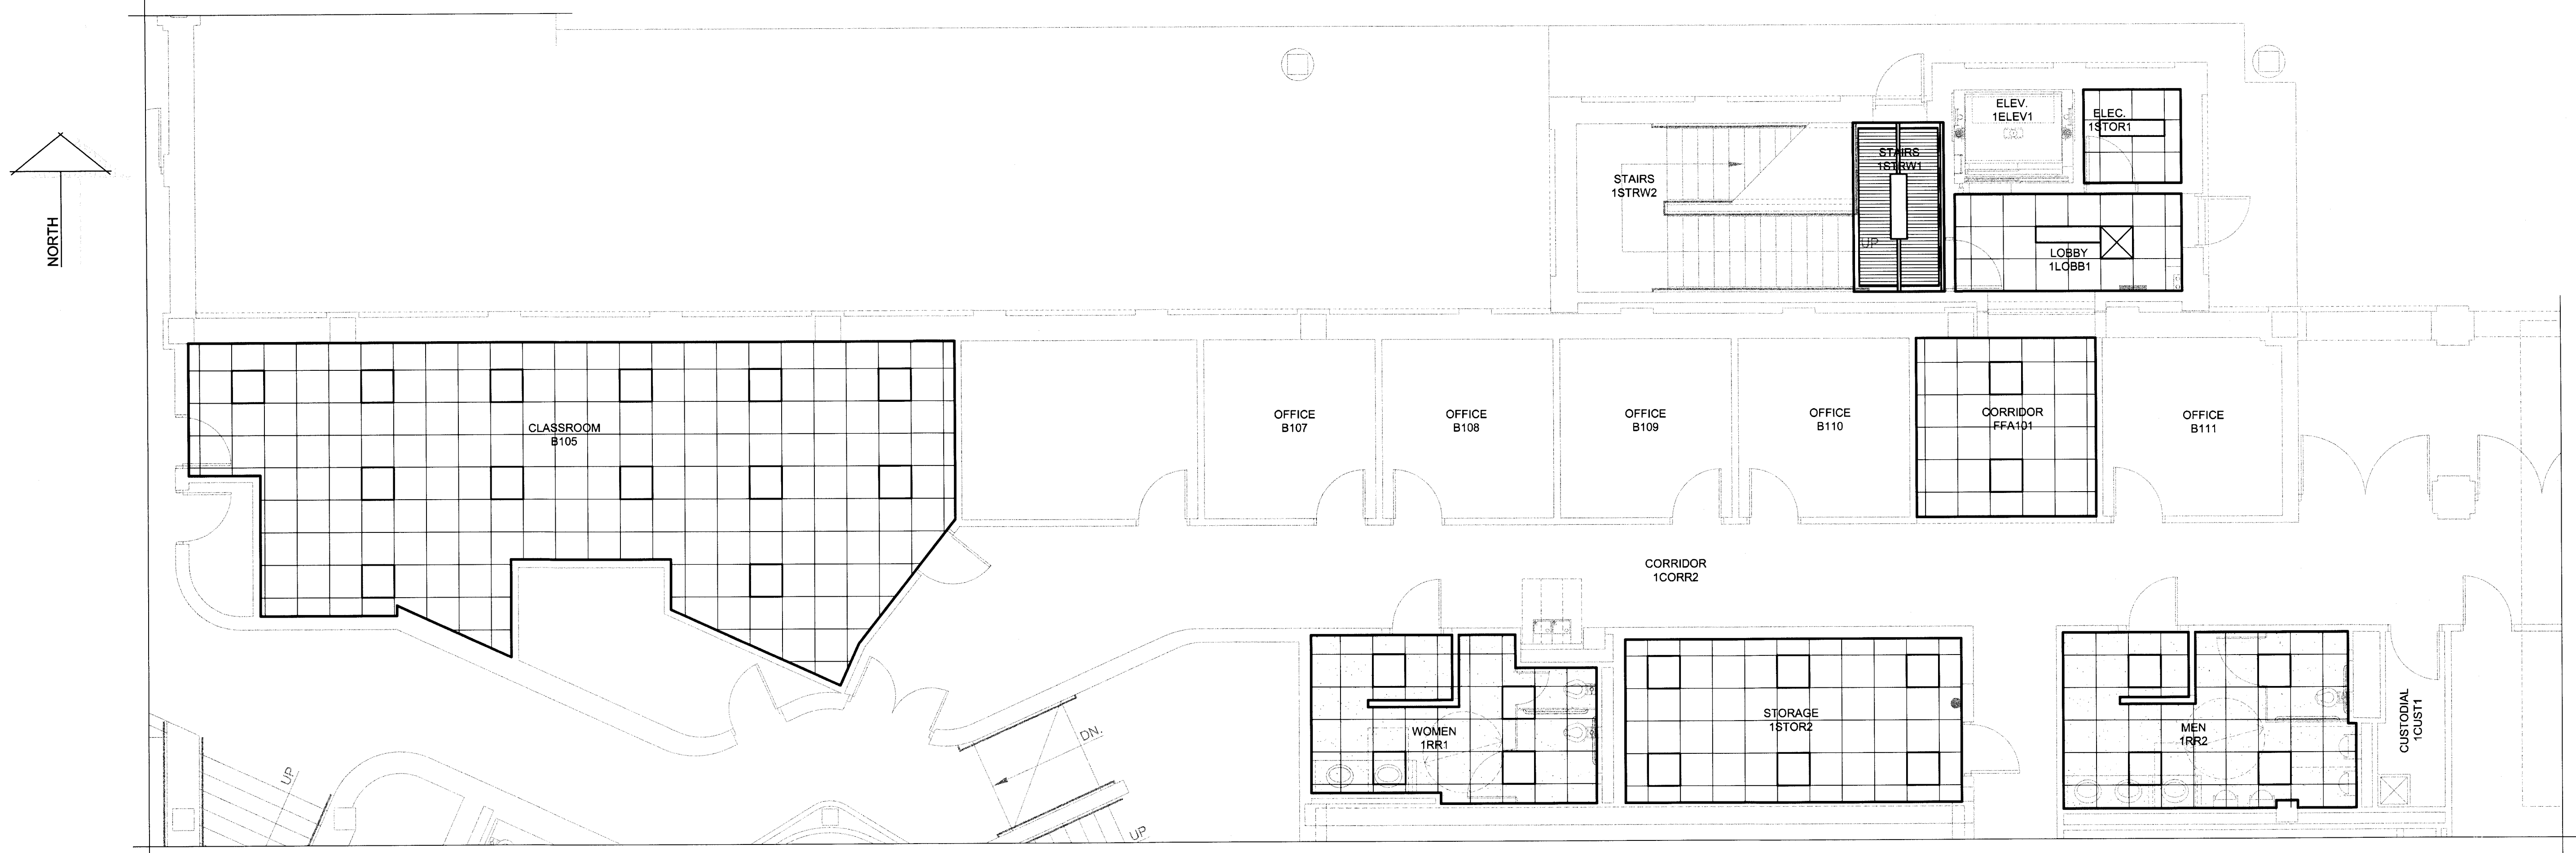 NORTH
ELEV.
1ELEV1
ELEC.
1STOR1
STAIRS
1STRW1
STAIRS
1STRW2
UP
LOBBY
1LOBB1
CLASSROOM
B105
OFFICE
B107
OFFICE
B108
OFFICE
B109
OFFICE
B110
CORRIDOR
FFA101
OFFICE
B111
CORRIDOR
1CORR2
WOMEN
1RR1
STORAGE
1STOR2
MEN
1RR2
CUSTODIAL
1CUST1
DN.
UP
UP